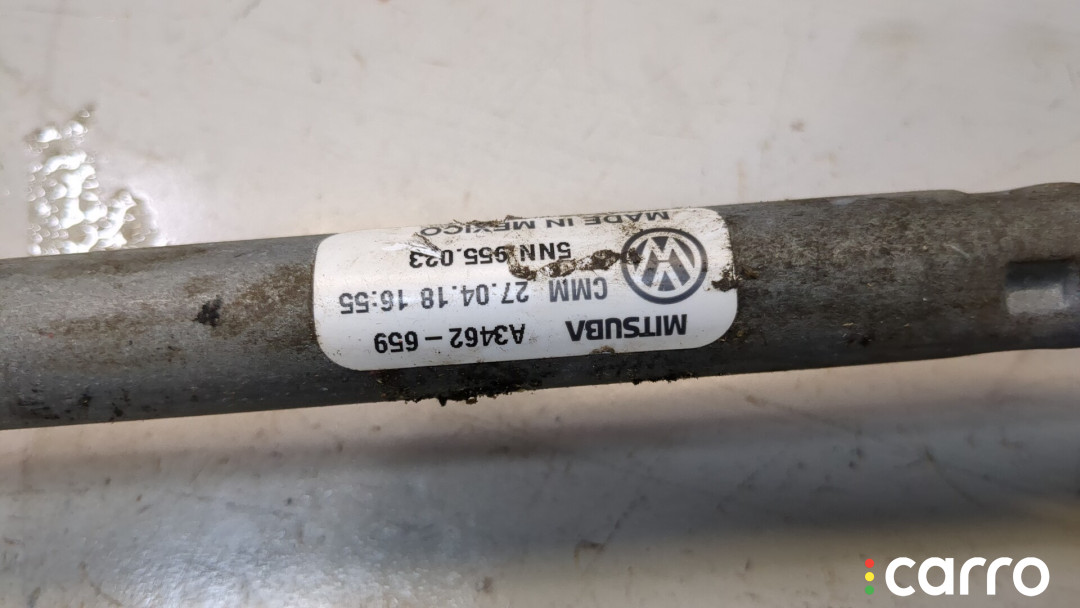 MITSUBA A3462-659
CMM 27.04.18 16:55
5NN 955.023
MADE IN MEXICO
carro